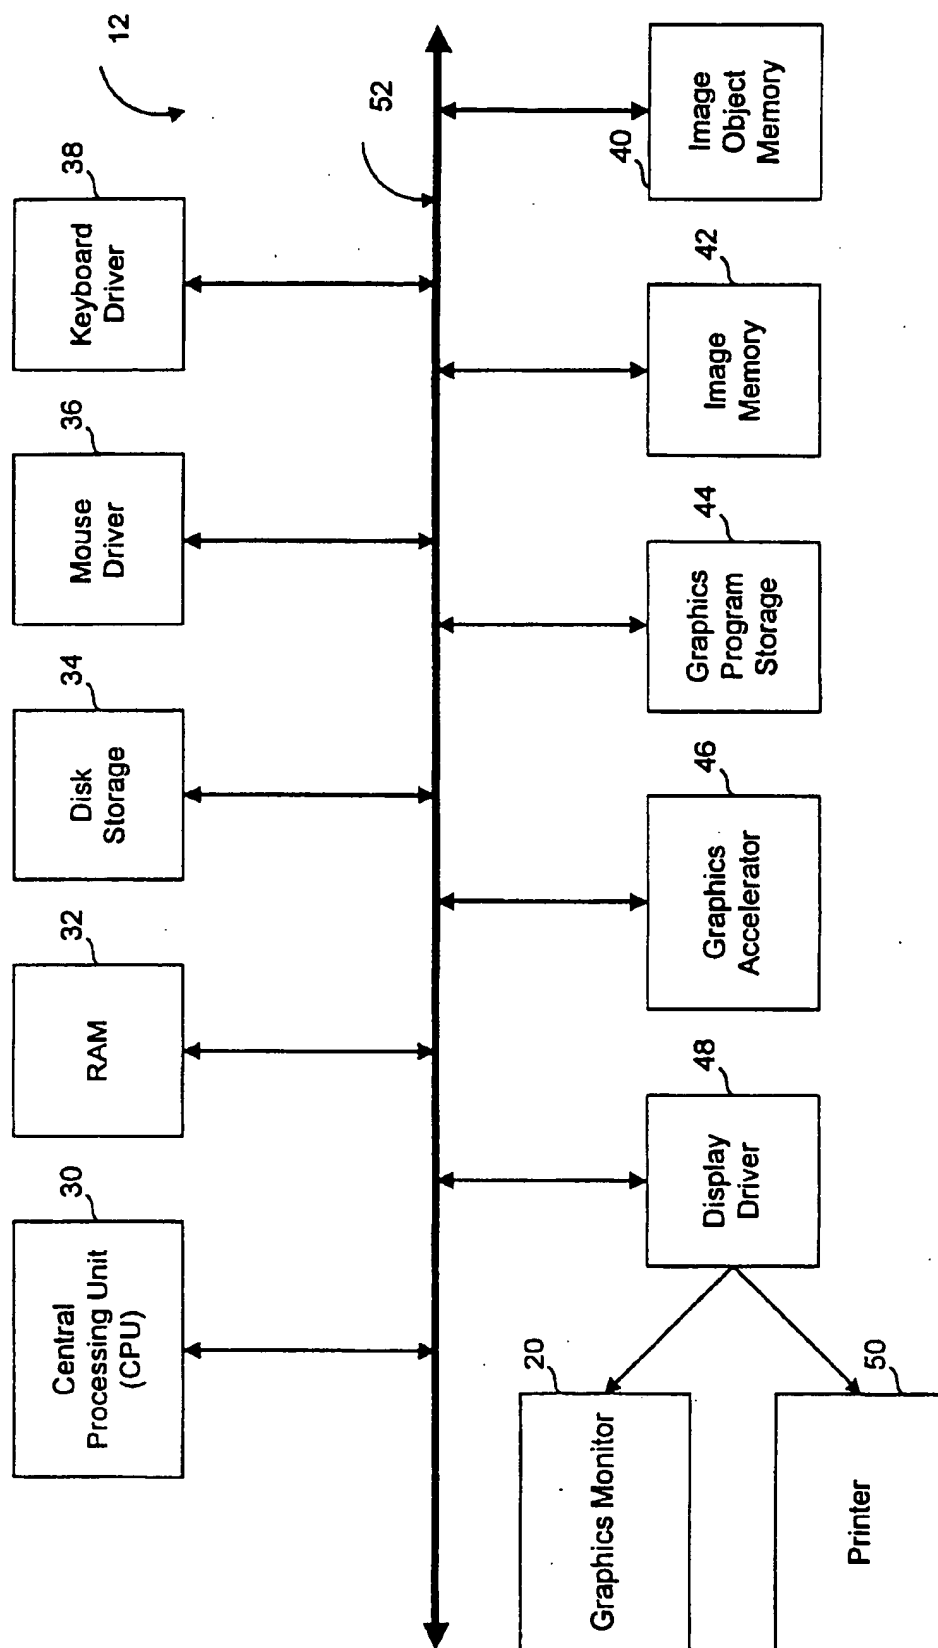 30
Central
Processing Unit
(CPU)
32
RAM
34
Disk
Storage
36
Mouse
Driver
38
Keyboard
Driver
12
52
20
Graphics Monitor
50
Printer
48
Display
Driver
46
Graphics
Accelerator
44
Graphics
Program
Storage
42
Image
Memory
40
Image
Object
Memory